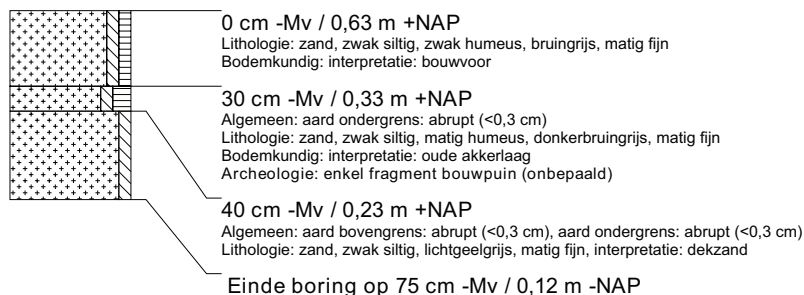 0 cm -Mv / 0,63 m +NAP
Lithologie: zand, zwak siltig, zwak humeus, bruingrijs, matig fijn
Bodemkundig: interpretatie: bouwvoor
30 cm -Mv / 0,33 m +NAP
Algemeen: aard ondergrens: abrupt (<0,3 cm)
Lithologie: zand, zwak siltig, matig humeus, donkerbruingrijs, matig fijn
Bodemkundig: interpretatie: oude akkerlaag
Archeologie: enkel fragment bouwpuin (onbepaald)
40 cm -Mv / 0,23 m +NAP
Algemeen: aard bovengrens: abrupt (<0,3 cm), aard ondergrens: abrupt (<0,3 cm)
Lithologie: zand, zwak siltig, lichtgeelgrijs, matig fijn, interpretatie: dekzand
Einde boring op 75 cm -Mv / 0,12 m -NAP